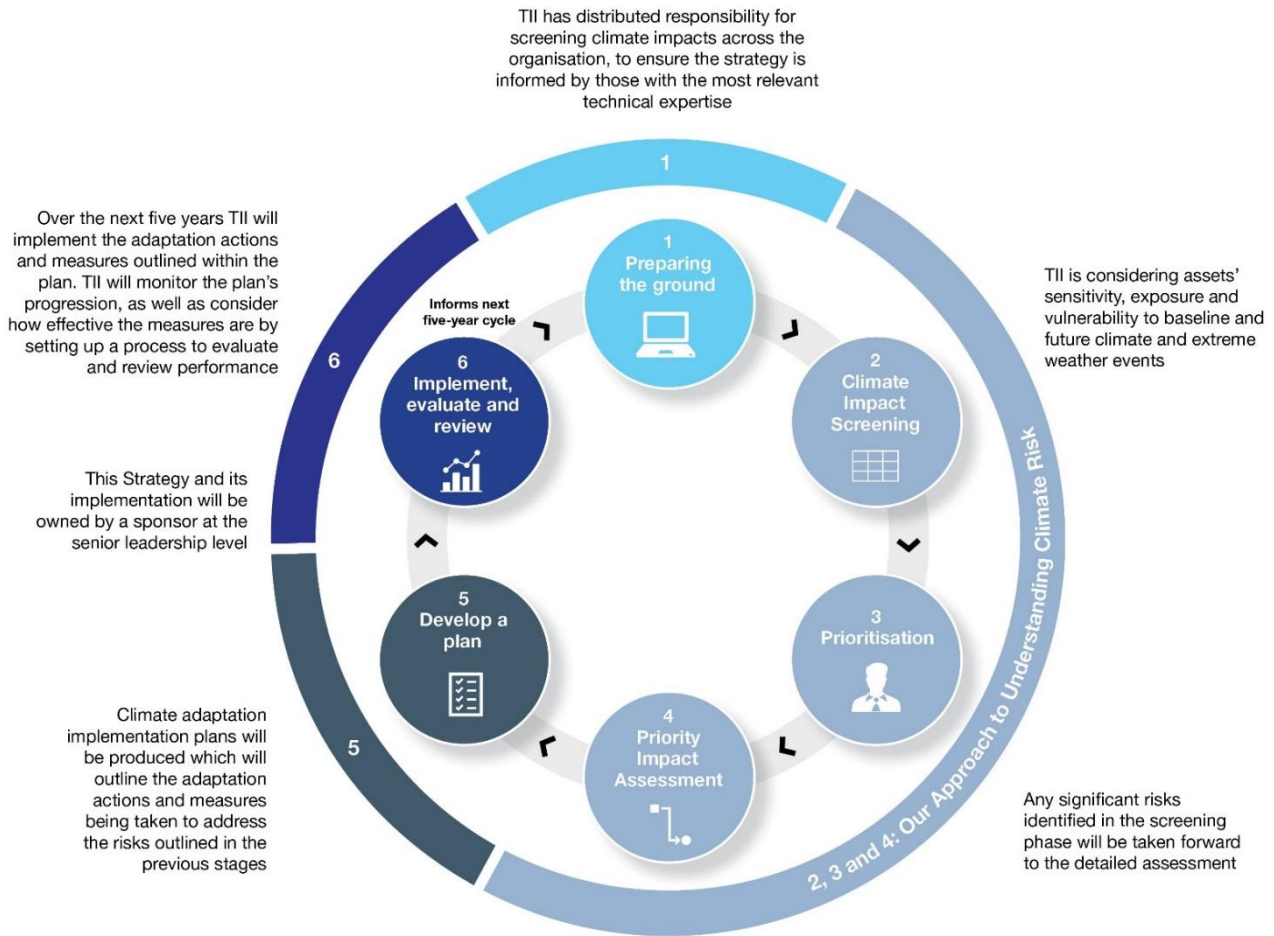 TII has distributed responsibility for
screening climate impacts across the
organisation, to ensure the strategy is
informed by those with the most relevant
technical expertise
1
1
Preparing
the ground
TII is considering assets’
sensitivity, exposure and
vulnerability to baseline and
future climate and extreme
weather events
2
Climate
Impact
Screening
2, 3 and 4: Our Approach to Understanding Climate Risk
3
Prioritisation
Any significant risks
identified in the screening
phase will be taken forward
to the detailed assessment
4
Priority
Impact
Assessment
5
Develop a
plan
5
Climate adaptation
implementation plans will
be produced which will
outline the adaptation
actions and measures
being taken to address
the risks outlined in the
previous stages
This Strategy and its
implementation will be
owned by a sponsor at the
senior leadership level
6
Implement,
evaluate and
review
6
Over the next five years TII will
implement the adaptation actions
and measures outlined within the
plan. TII will monitor the plan’s
progression, as well as consider
how effective the measures are by
setting up a process to evaluate
and review performance
Informs next
five-year cycle